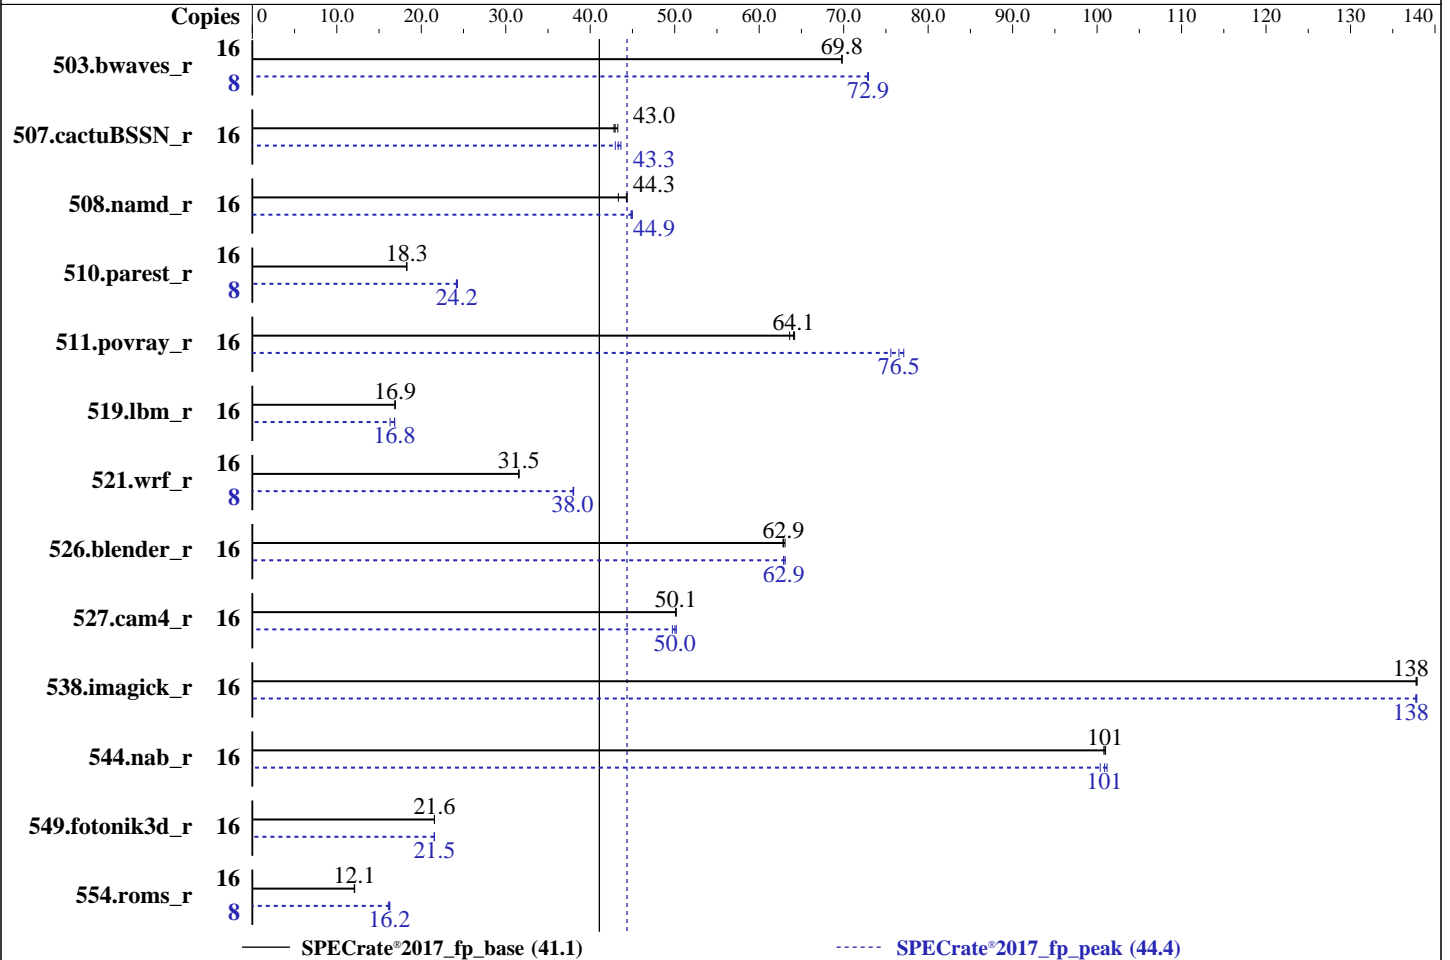 Copies 0 10.0 20.0 30.0 40.0 50.0 60.0 70.0 80.0 90.0 100 110 120 130 140
503.bwaves_r 16 69.8
8 72.9
507.cactuBSSN_r 16 43.0
43.3
508.namd_r 16 44.3
44.9
510.parest_r 16 18.3
8 24.2
511.povray_r 16 64.1
76.5
519.lbm_r 16 16.9
16.8
521.wrf_r 16 31.5
8 38.0
526.blender_r 16 62.9
62.9
527.cam4_r 16 50.1
50.0
538.imagick_r 16 138
138
544.nab_r 16 101
101
549.fotonik3d_r 16 21.6
21.5
554.roms_r 16 12.1
8 16.2
SPECrate®2017_fp_base (41.1) SPECrate®2017_fp_peak (44.4)